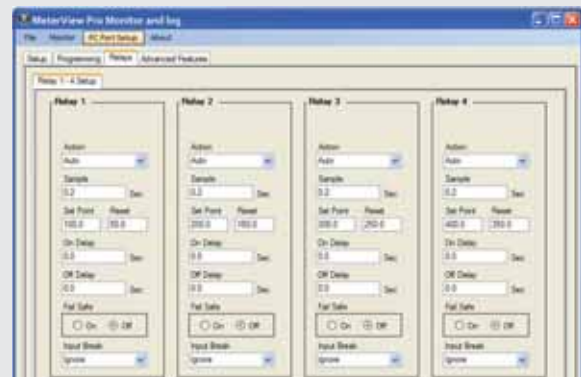 MeterView Pro Monitor and log
File Monitor PC Port Setup About
Setup Programming Relays Advanced Features
Relay 1 - 4 Setup
Relay 1 Relay 2 Relay 3 Relay 4
Action Action Action Action
Auto Auto Auto Auto
Sample Sample Sample Sample
0.2 Sec 0.2 Sec 0.2 Sec 0.2 Sec
Set Point Reset Set Point Reset Set Point Reset Set Point Reset
100.0 50.0 200.0 150.0 300.0 250.0 400.0 350.0
On Delay On Delay On Delay On Delay
0.0 Sec 0.0 Sec 0.0 Sec 0.0 Sec
Off Delay Off Delay Off Delay Off Delay
0.0 Sec 0.0 Sec 0.0 Sec 0.0 Sec
Fail Safe Fail Safe Fail Safe Fail Safe
On Off On Off On Off On Off
Input Break Input Break Input Break Input Break
Ignore Ignore Ignore Ignore